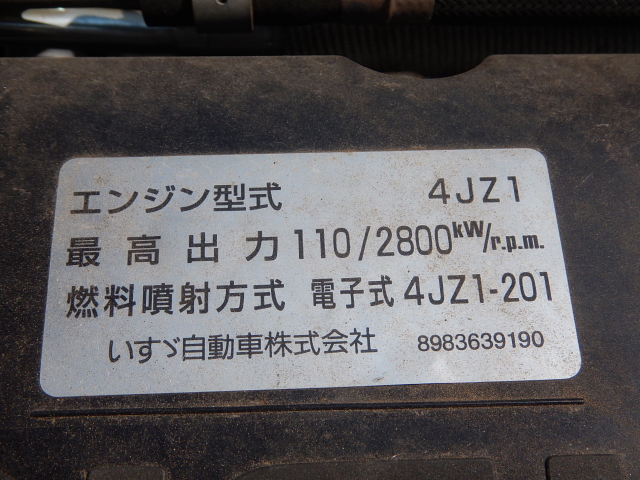 エンジン型式 4JZ1
最高出力 110/2800kW/r.p.m.
燃料噴射方式 電子式 4JZ1-201
いすゞ自動車株式会社 8983639190